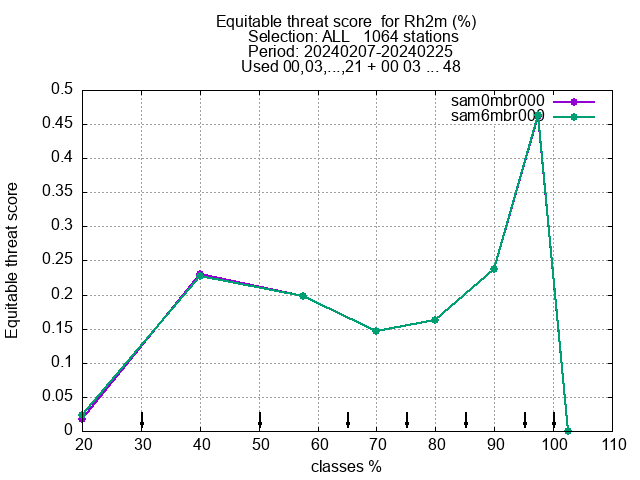 Equitable threat score  for Rh2m (%)
Selection: ALL   1064 stations
Period: 20240207-20240225
Used 00,03,...,21 + 00 03 ... 48
sam0mbr000
sam6mbr000
0.5
0.45
0.4
0.35
0.3
0.25
0.2
0.15
0.1
0.05
0
Equitable threat score
20 30 40 50 60 70 80 90 100 110
classes %